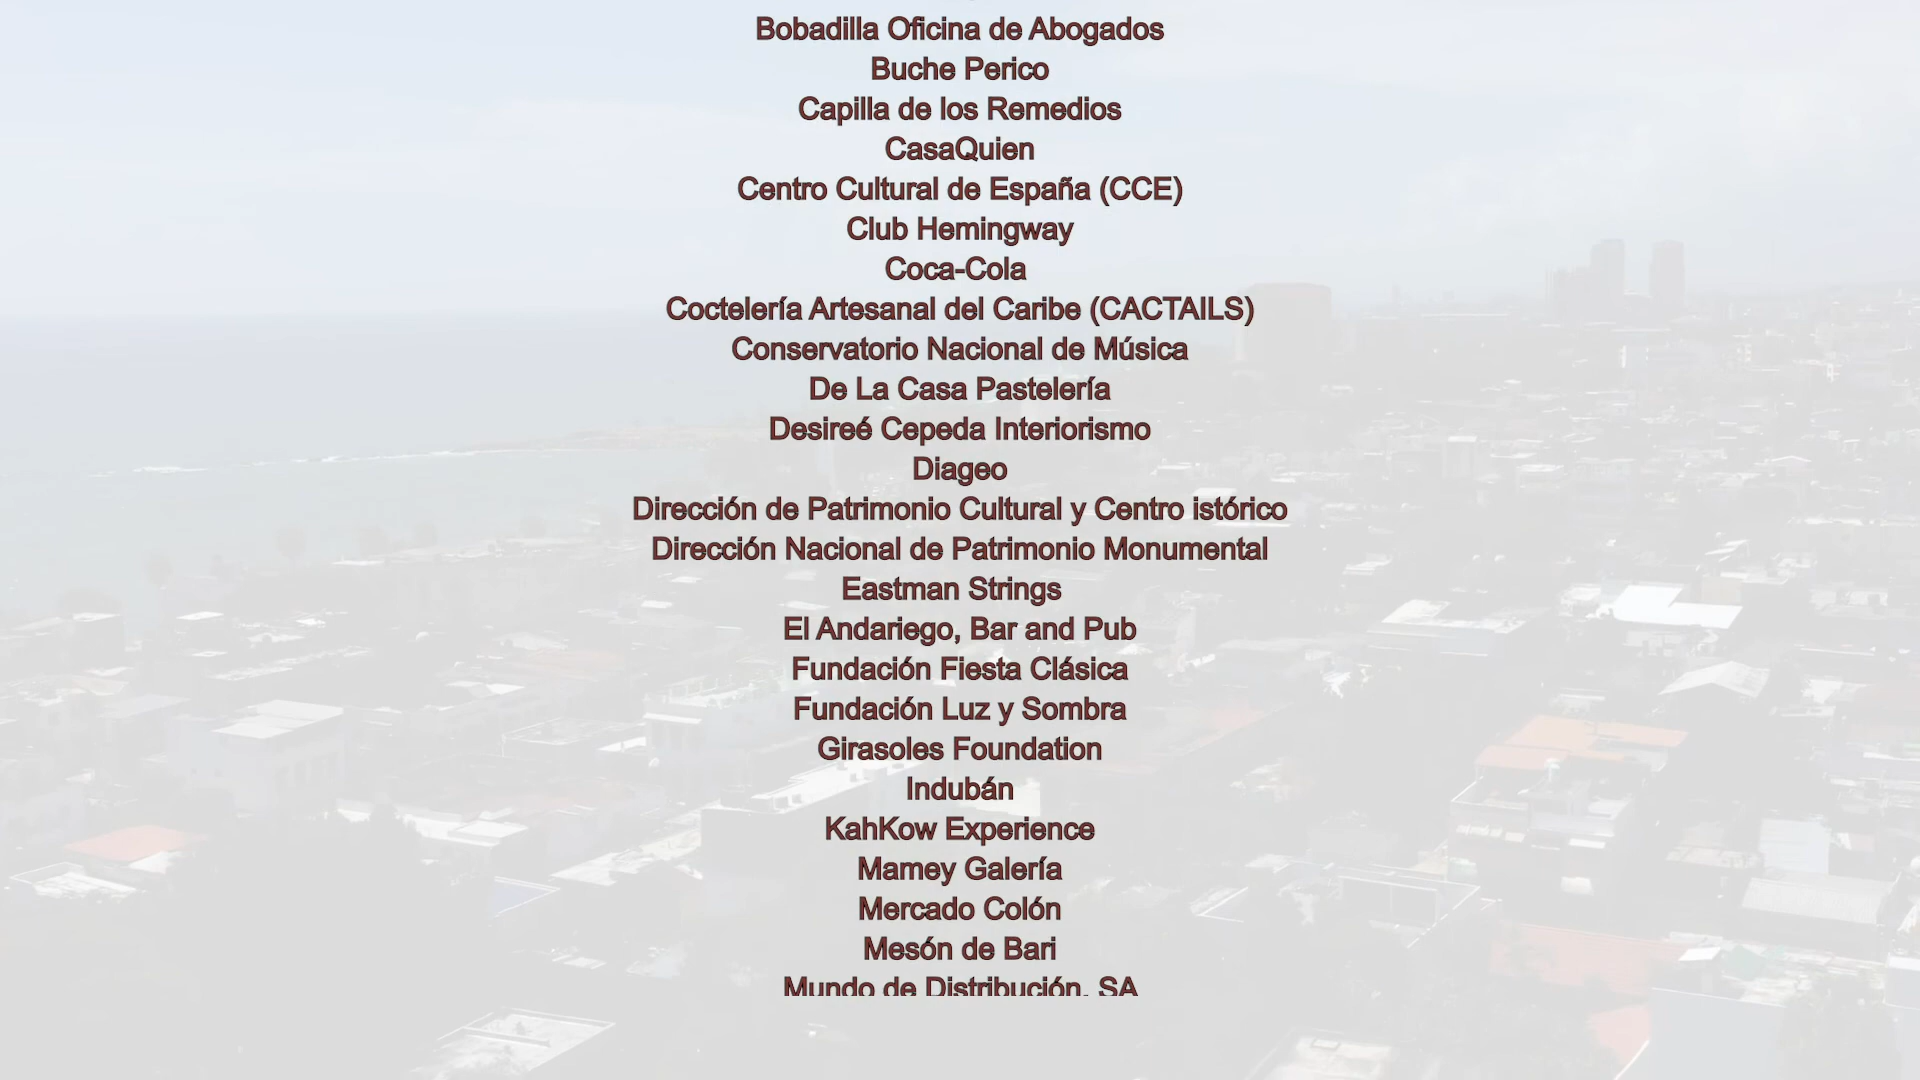 Bobadilla Oficina de Abogados
Buche Perico
Capilla de los Remedios
CasaQuien
Centro Cultural de España (CCE)
Club Hemingway
Coca-Cola
Coctelería Artesanal del Caribe (CACTAILS)
Conservatorio Nacional de Música
De La Casa Pastelería
Desireé Cepeda Interiorismo
Diageo
Dirección de Patrimonio Cultural y Centro istórico
Dirección Nacional de Patrimonio Monumental
Eastman Strings
El Andariego, Bar and Pub
Fundación Fiesta Clásica
Fundación Luz y Sombra
Girasoles Foundation
Indubán
KahKow Experience
Mamey Galería
Mercado Colón
Mesón de Bari
Mundo de Distribución, SA